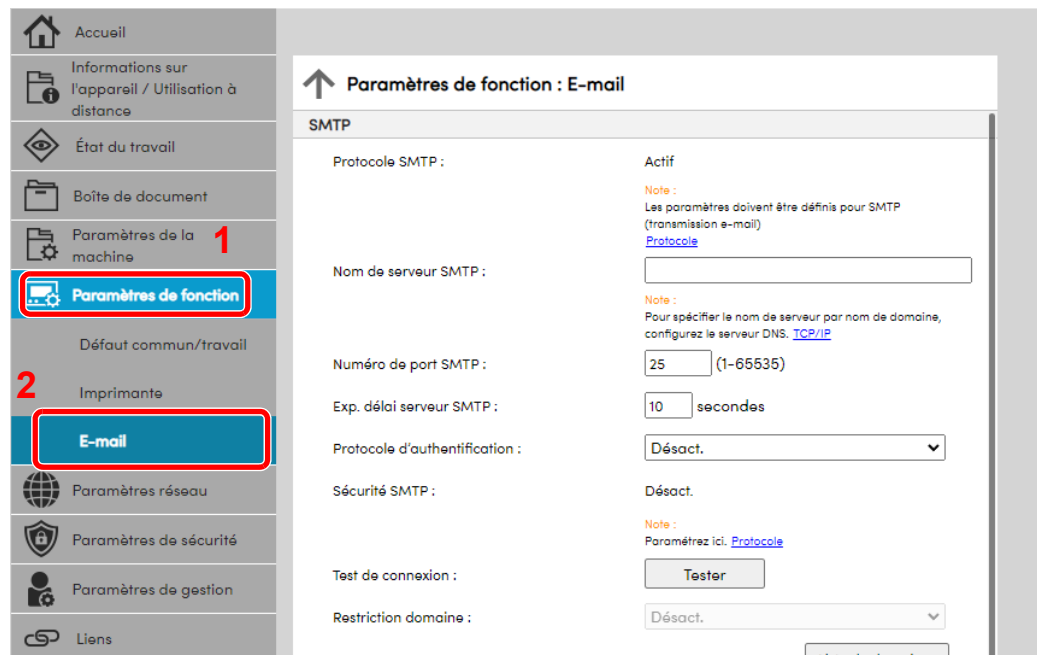 Accueil
Informations sur
l'appareil / Utilisation à
distance
État du travail
Boîte de document
Paramètres de la
machine
1
Paramètres de fonction
Défaut commun/travail
2
Imprimante
E-mail
Paramètres réseau
Paramètres de sécurité
Paramètres de gestion
Liens
Paramètres de fonction : E-mail
SMTP
Protocole SMTP : Actif
Note :
Les paramètres doivent être définis pour SMTP
(transmission e-mail)
Protocole
Nom de serveur SMTP :
Note :
Pour spécifier le nom de serveur par nom de domaine,
configurez le serveur DNS. TCP/IP
Numéro de port SMTP : 25 (1-65535)
Exp. délai serveur SMTP : 10 secondes
Protocole d'authentification : Désact.
Sécurité SMTP : Désact.
Note :
Paramétrez ici. Protocole
Test de connexion : Tester
Restriction domaine : Désact.